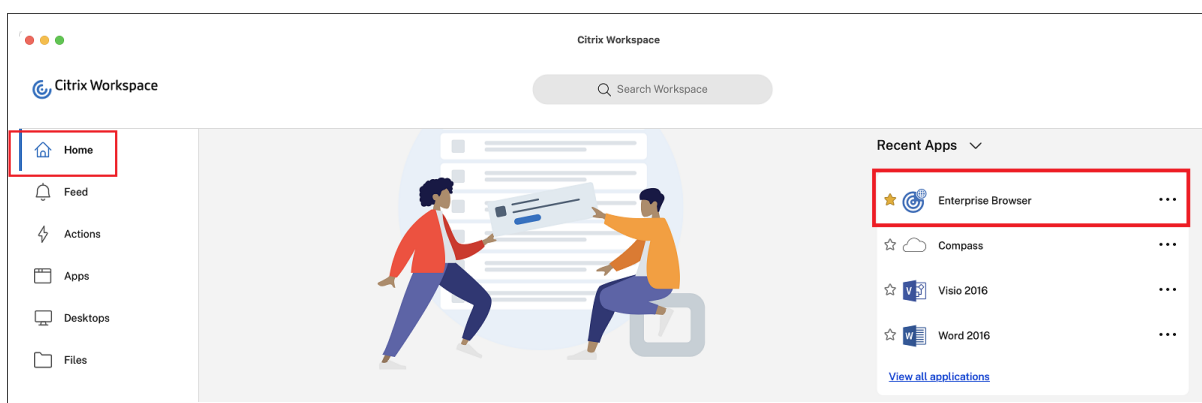 Citrix Workspace
Citrix Workspace
Search Workspace
Home
Feed
Actions
Apps
Desktops
Files
Recent Apps
Enterprise Browser
Compass
Visio 2016
Word 2016
View all applications